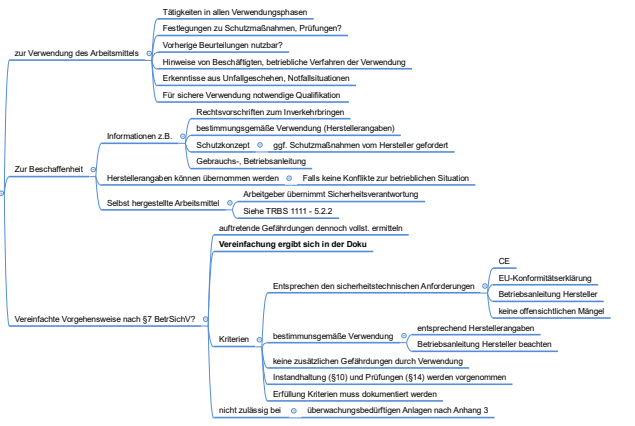 zur Verwendung des Arbeitsmittels
Tätigkeiten in allen Verwendungsphasen
Festlegungen zu Schutzmaßnahmen, Prüfungen?
Vorherige Beurteilungen nutzbar?
Hinweise von Beschäftigten, betriebliche Verfahren der Verwendung
Erkenntisse aus Unfallgeschehen, Notfallsituationen
Für sichere Verwendung notwendige Qualifikation
Zur Beschaffenheit
Informationen z.B.
Rechtsvorschriften zum Inverkehrbringen
bestimmungsgemäße Verwendung (Herstellerangaben)
Schutzkonzept
ggf. Schutzmaßnahmen vom Hersteller gefordert
Gebrauchs-, Betriebsanleitung
Herstellerangaben können übernommen werden
Falls keine Konflikte zur betrieblichen Situation
Selbst hergestellte Arbeitsmittel
Arbeitgeber übernimmt Sicherheitsverantwortung
Siehe TRBS 1111 - 5.2.2
Vereinfachte Vorgehensweise nach §7 BetrSichV?
auftretende Gefährdungen dennoch vollst. ermitteln
Vereinfachung ergibt sich in der Doku
Kriterien
Entsprechen den sicherheitstechnischen Anforderungen
CE
EU-Konformitätserklärung
Betriebsanleitung Hersteller
keine offensichtlichen Mängel
bestimmunsgemäße Verwendung
entsprechend Herstellerangaben
Betriebsanleitung Hersteller beachten
keine zusätzlichen Gefährdungen durch Verwendung
Instandhaltung (§10) und Prüfungen (§14) werden vorgenommen
Erfüllung Kriterien muss dokumentiert werden
nicht zulässig bei
überwachungsbedürftigen Anlagen nach Anhang 3